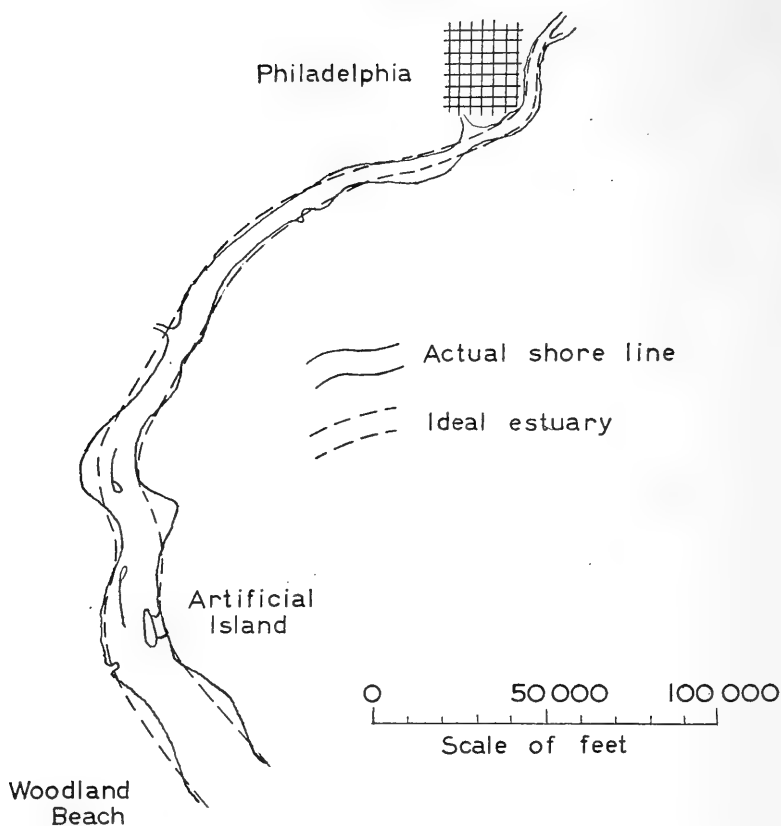 Philadelphia
Actual shore line
Ideal estuary
Artificial
Island
0 50 000 100 000
Scale of feet
Woodland
Beach